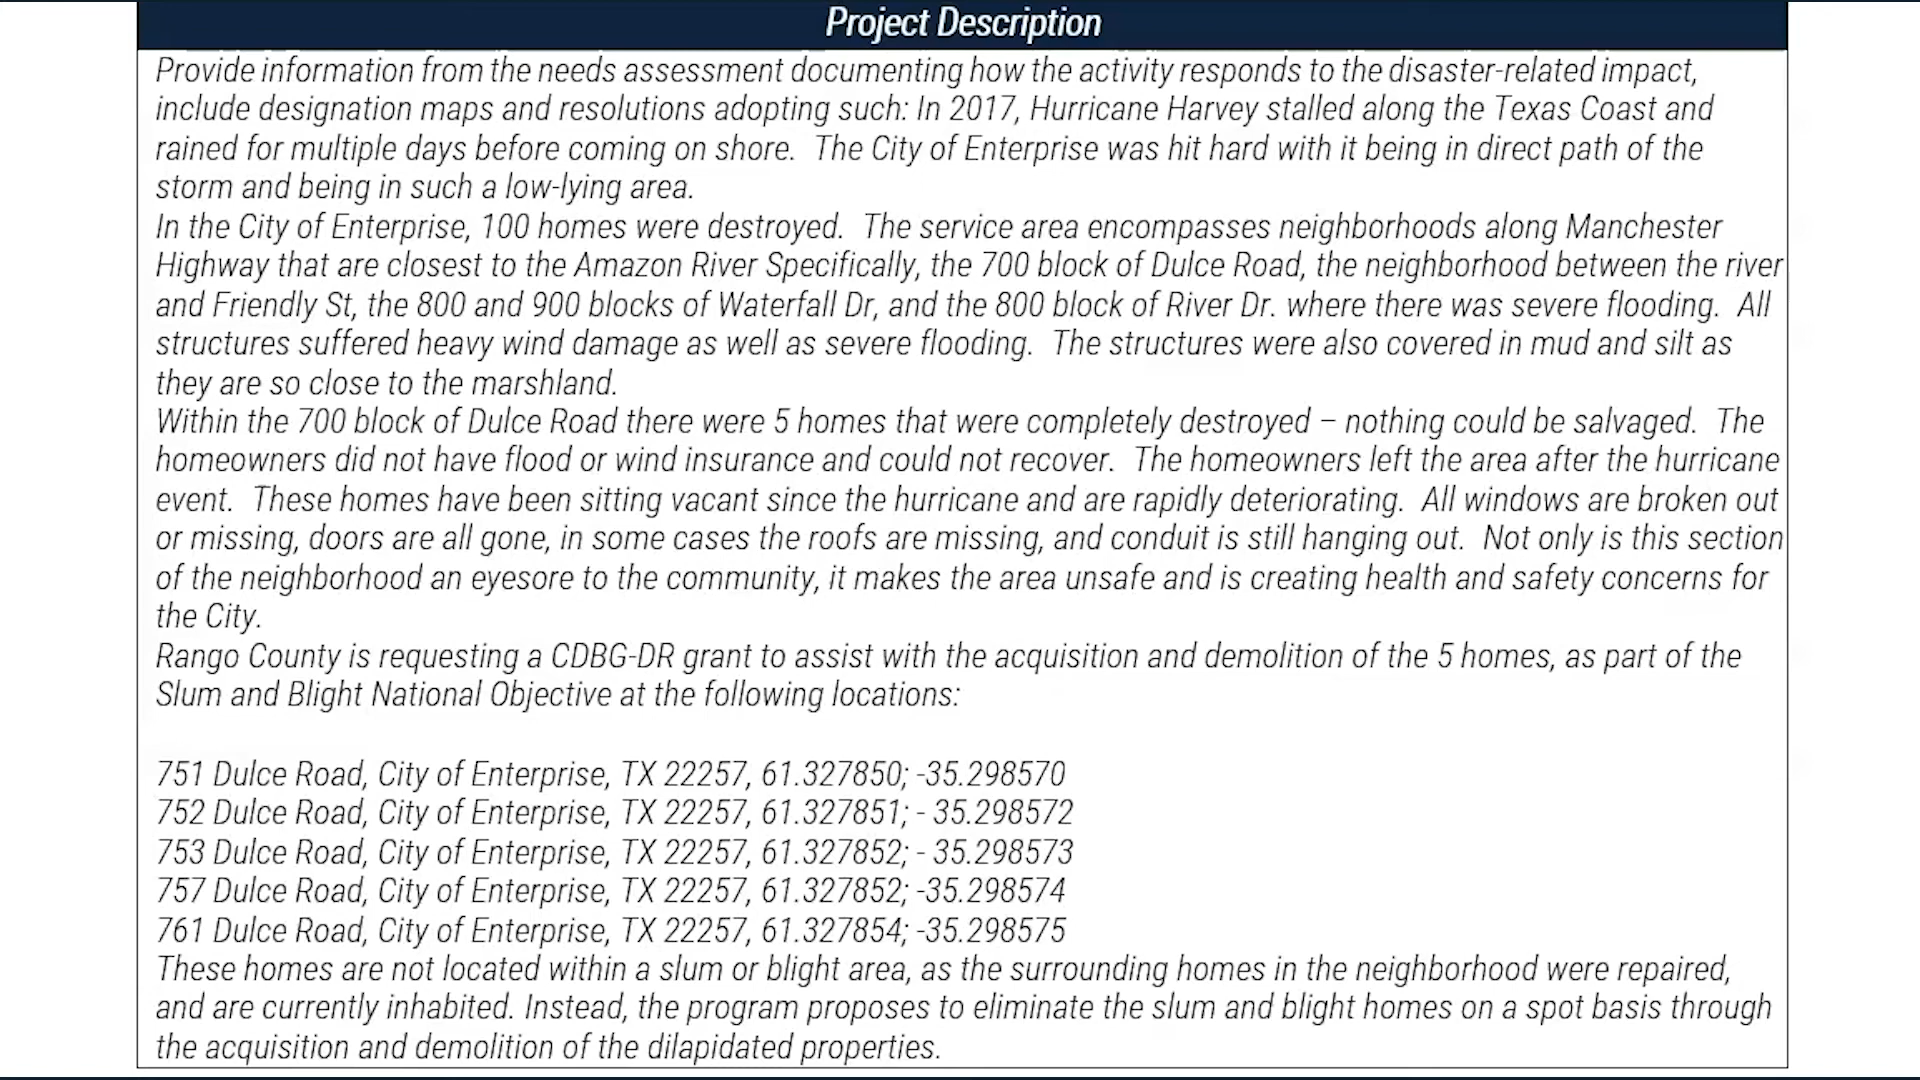 Project Description
Provide information from the needs assessment documenting how the activity responds to the disaster-related impact,
include designation maps and resolutions adopting such: In 2017, Hurricane Harvey stalled along the Texas Coast and
rained for multiple days before coming on shore.  The City of Enterprise was hit hard with it being in direct path of the
storm and being in such a low-lying area.
In the City of Enterprise, 100 homes were destroyed.  The service area encompasses neighborhoods along Manchester
Highway that are closest to the Amazon River Specifically, the 700 block of Dulce Road, the neighborhood between the river
and Friendly St, the 800 and 900 blocks of Waterfall Dr, and the 800 block of River Dr. where there was severe flooding.  All
structures suffered heavy wind damage as well as severe flooding.  The structures were also covered in mud and silt as
they are so close to the marshland.
Within the 700 block of Dulce Road there were 5 homes that were completely destroyed – nothing could be salvaged.  The
homeowners did not have flood or wind insurance and could not recover.  The homeowners left the area after the hurricane
event.  These homes have been sitting vacant since the hurricane and are rapidly deteriorating.  All windows are broken out
or missing, doors are all gone, in some cases the roofs are missing, and conduit is still hanging out.  Not only is this section
of the neighborhood an eyesore to the community, it makes the area unsafe and is creating health and safety concerns for
the City.
Rango County is requesting a CDBG-DR grant to assist with the acquisition and demolition of the 5 homes, as part of the
Slum and Blight National Objective at the following locations:
751 Dulce Road, City of Enterprise, TX 22257, 61.327850; -35.298570
752 Dulce Road, City of Enterprise, TX 22257, 61.327851; - 35.298572
753 Dulce Road, City of Enterprise, TX 22257, 61.327852; - 35.298573
757 Dulce Road, City of Enterprise, TX 22257, 61.327852; -35.298574
761 Dulce Road, City of Enterprise, TX 22257, 61.327854; -35.298575
These homes are not located within a slum or blight area, as the surrounding homes in the neighborhood were repaired,
and are currently inhabited. Instead, the program proposes to eliminate the slum and blight homes on a spot basis through
the acquisition and demolition of the dilapidated properties.